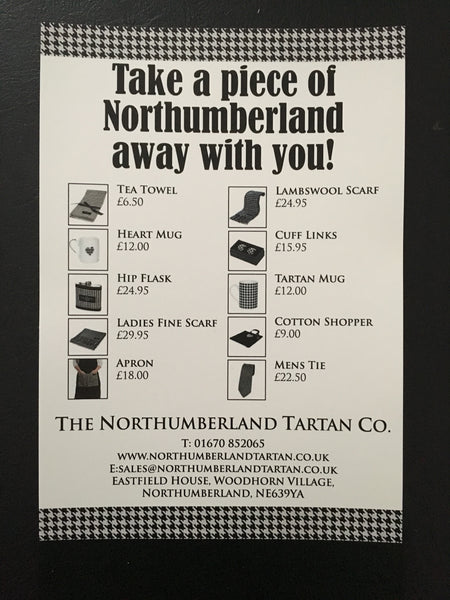 Take a piece of
Northumberland
away with you!
Tea Towel
£6.50
Heart Mug
£12.00
Hip Flask
£24.95
Ladies Fine Scarf
£29.95
Apron
£18.00
Lambswool Scarf
£24.95
Cuff Links
£15.95
Tartan Mug
£12.00
Cotton Shopper
£9.00
Mens Tie
£22.50
The Northumberland Tartan Co.
T: 01670 852065
www.northumberlandtartan.co.uk
E:sales@northumberlandtartan.co.uk
Eastfield House, Woodhorn Village,
Northumberland, NE639YA